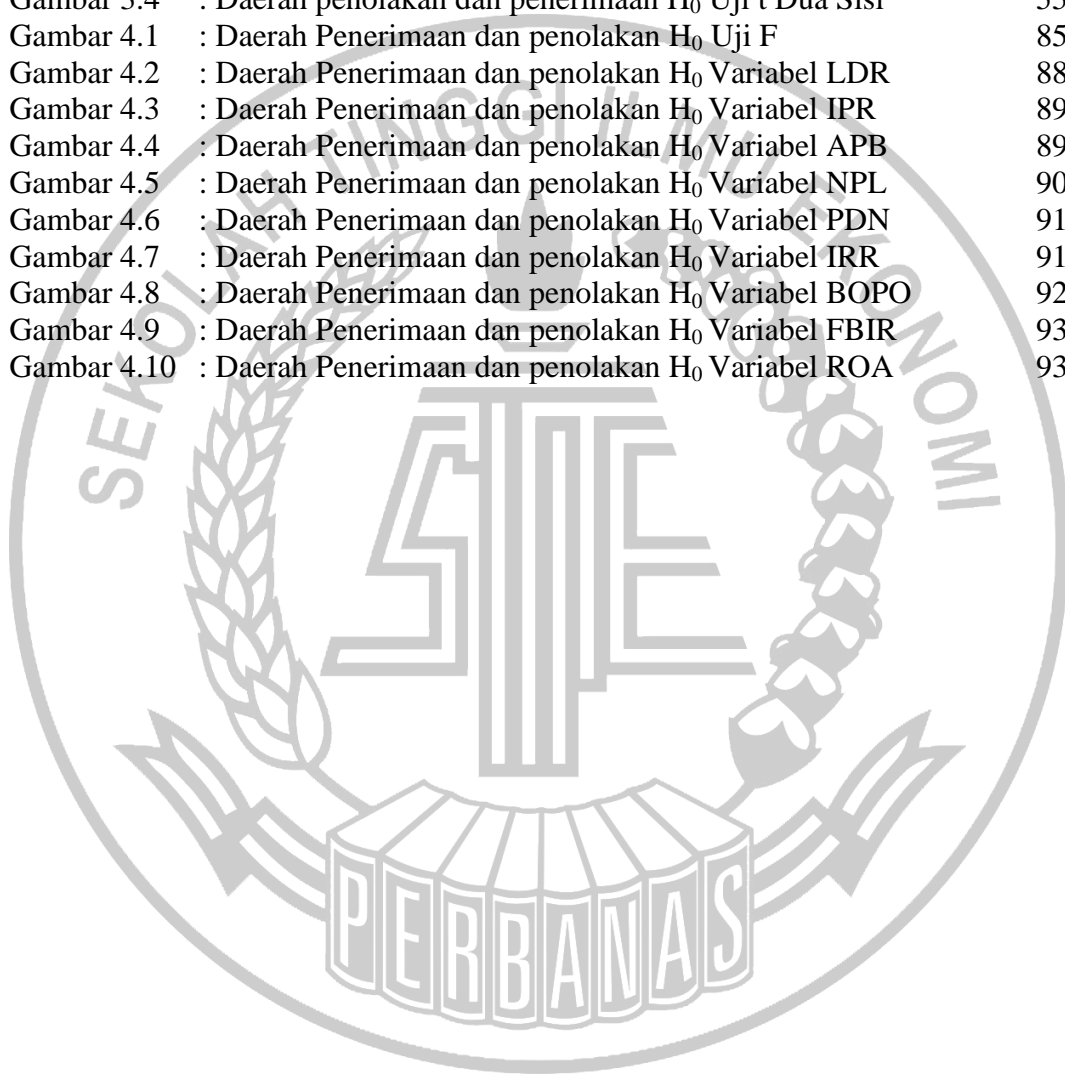 Gambar 3.4 : Daerah penolakan dan penerimaan H₀ Uji t Dua Sisi 55
Gambar 4.1 : Daerah Penerimaan dan penolakan H₀ Uji F 85
Gambar 4.2 : Daerah Penerimaan dan penolakan H₀ Variabel LDR 88
Gambar 4.3 : Daerah Penerimaan dan penolakan H₀ Variabel IPR 89
Gambar 4.4 : Daerah Penerimaan dan penolakan H₀ Variabel APB 89
Gambar 4.5 : Daerah Penerimaan dan penolakan H₀ Variabel NPL 90
Gambar 4.6 : Daerah Penerimaan dan penolakan H₀ Variabel PDN 91
Gambar 4.7 : Daerah Penerimaan dan penolakan H₀ Variabel IRR 91
Gambar 4.8 : Daerah Penerimaan dan penolakan H₀ Variabel BOPO 92
Gambar 4.9 : Daerah Penerimaan dan penolakan H₀ Variabel FBIR 93
Gambar 4.10 : Daerah Penerimaan dan penolakan H₀ Variabel ROA 93
SEKOLAH TINGGI ILMU EKONOMI
STIE
PERBANAS